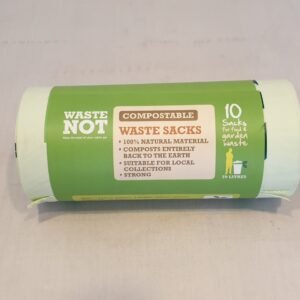 WASTE
NOT
COMPOSTABLE
WASTE SACKS
• 100% NATURAL MATERIAL
• COMPOSTS ENTIRELY
BACK TO THE EARTH
• SUITABLE FOR LOCAL
COLLECTIONS
• STRONG
10
Sacks
for food &
garden
waste
LITRES